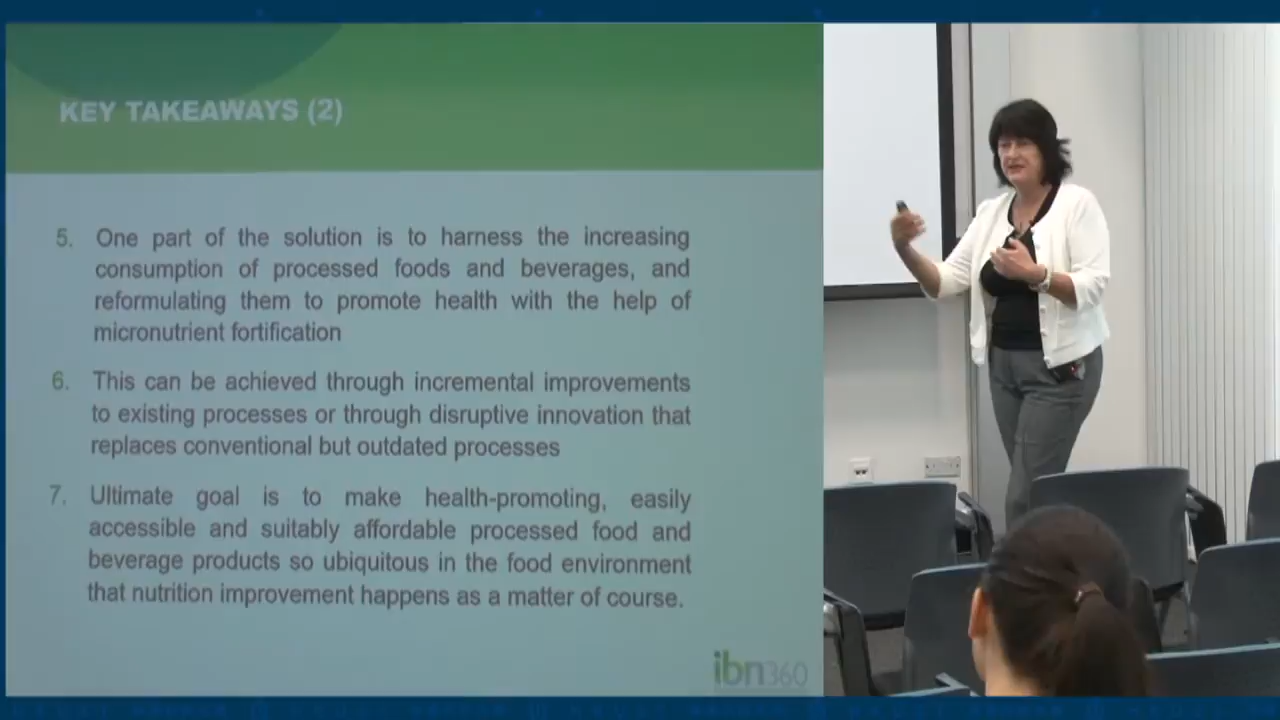 KEY TAKEAWAYS (2)
5. One part of the solution is to harness the increasing
consumption of processed foods and beverages, and
reformulating them to promote health with the help of
micronutrient fortification
6. This can be achieved through incremental improvements
to existing processes or through disruptive innovation that
replaces conventional but outdated processes
7. Ultimate goal is to make health-promoting, easily
accessible and suitably affordable processed food and
beverage products so ubiquitous in the food environment
that nutrition improvement happens as a matter of course.
ibn360